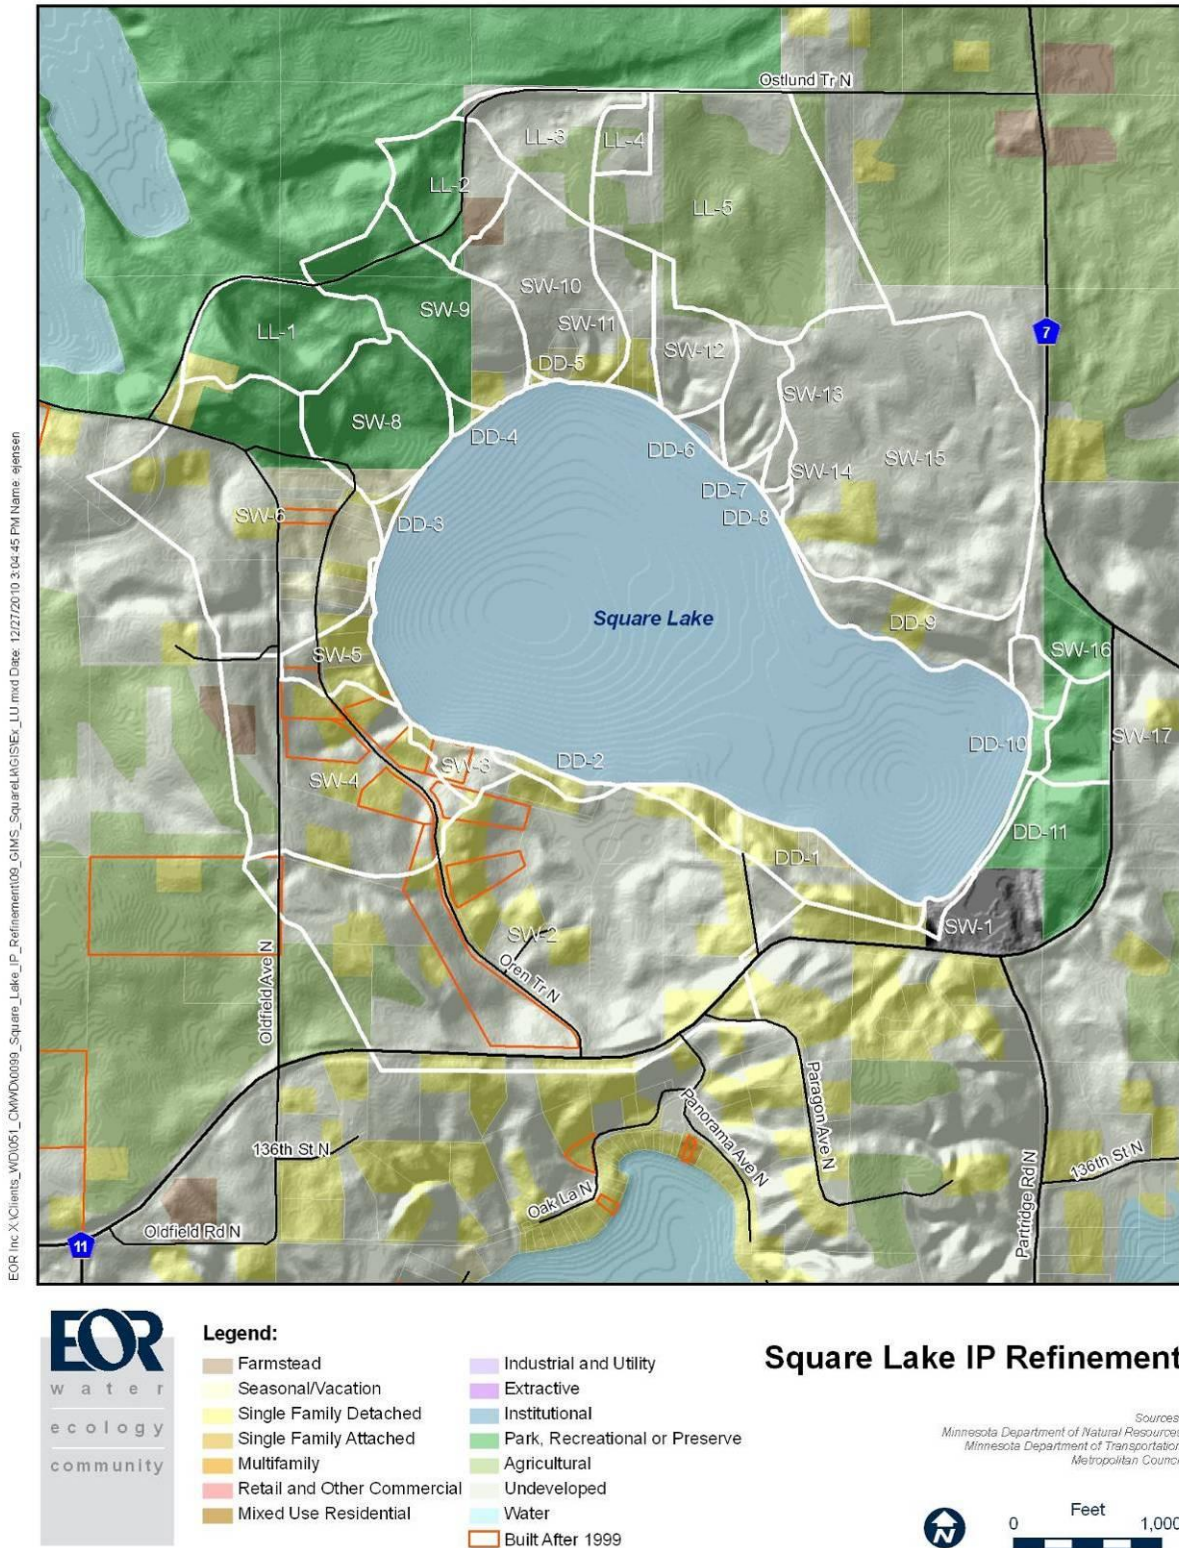 Ostlund Tr N
LL-3
LL-4
LL-2
LL-5
7
SW-10
SW-9
LL-1
SW-11
SW-12
DD-5
SW-13
SW-8
DD-4
DD-6
SW-15
SW-14
DD-7
SW-6
DD-3
DD-8
Square Lake
DD-9
SW-5
SW-16
SW-17
DD-10
SW-3
DD-2
SW-4
DD-11
DD-1
SW-1
SW-2
Oren Tr N
Oldfield Ave N
Paragon Ave N
Panorama Ave N
136th St N
136th St N
Oak La N
Partridge Rd N
Oldfield Rd N
11
EOR Inc X:\Clients_WD\051_CMWD\0099_Square_Lake_IP_Refinement\09_GIMS_SquareLk\GIS\Ex_LU.mxd Date: 12/27/2010 3:04:45 PM Name: ejensen
EOR
water
ecology
community
Legend:
Farmstead
Seasonal/Vacation
Single Family Detached
Single Family Attached
Multifamily
Retail and Other Commercial
Mixed Use Residential
Industrial and Utility
Extractive
Institutional
Park, Recreational or Preserve
Agricultural
Undeveloped
Water
Built After 1999
Square Lake IP Refinement
Sources
Minnesota Department of Natural Resources
Minnesota Department of Transportation
Metropolitan Council
N
Feet
0 1,000